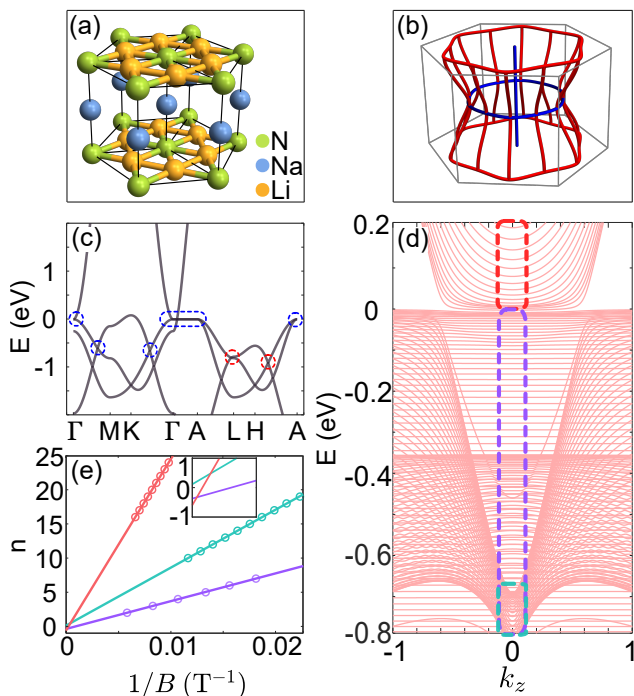 (a)
N
Na
Li
(b)
(c)
E (eV)
1
0
-1
Γ M K Γ A L H A
(d)
E (eV)
0.2
0
-0.2
-0.4
-0.6
-0.8
-1 0 1
k_z
(e)
n
25
20
15
10
5
0
1
0
-1
0 0.01 0.02
1/B (T⁻¹)